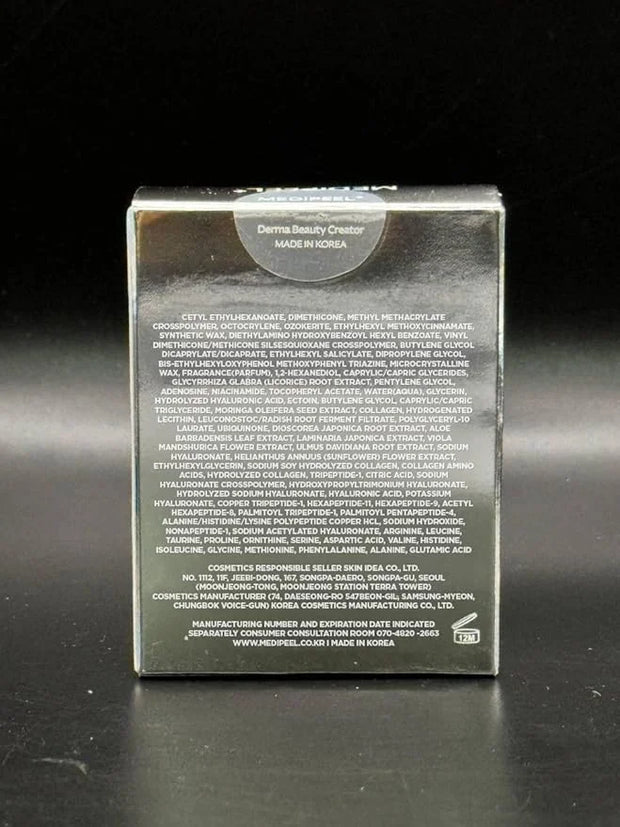 MEDIPEEL
MEDIPEEL®
Derma Beauty Creator
MADE IN KOREA
CETYL ETHYLHEXANOATE, DIMETHICONE, METHYL METHACRYLATE
CROSSPOLYMER, OCTOCRYLENE, OZOKERITE, ETHYLHEXYL METHOXYCINNAMATE,
SYNTHETIC WAX, DIETHYLAMINO HYDROXYBENZOYL HEXYL BENZOATE, VINYL
DIMETHICONE/METHICONE SILSESQUIOXANE CROSSPOLYMER, BUTYLENE GLYCOL
DICAPRYLATE/DICAPRATE, ETHYLHEXYL SALICYLATE, DIPROPYLENE GLYCOL,
BIS-ETHYLHEXYLOXYPHENOL METHOXYPHENYL TRIAZINE, MICROCRYSTALLINE
WAX, FRAGRANCE(PARFUM), 1,2-HEXANEDIOL, CAPRYLIC/CAPRIC GLYCERIDES,
GLYCYRRHIZA GLABRA (LICORICE) ROOT EXTRACT, PENTYLENE GLYCOL,
ADENOSINE, NIACINAMIDE, TOCOPHERYL ACETATE, WATER(AQUA), GLYCERIN,
HYDROLYZED HYALURONIC ACID, ECTOIN, BUTYLENE GLYCOL, CAPRYLIC/CAPRIC
TRIGLYCERIDE, MORINGA OLEIFERA SEED EXTRACT, COLLAGEN, HYDROGENATED
LECITHIN, LEUCONOSTOC/RADISH ROOT FERMENT FILTRATE, POLYGLYCERYL-10
LAURATE, UBIQUINONE, DIOSCOREA JAPONICA ROOT EXTRACT, ALOE
BARBADENSIS LEAF EXTRACT, LAMINARIA JAPONICA EXTRACT, VIOLA
MANDSHURICA FLOWER EXTRACT, ULMUS DAVIDIANA ROOT EXTRACT, SODIUM
HYALURONATE, HELIANTHUS ANNUUS (SUNFLOWER) FLOWER EXTRACT,
ETHYLHEXYLGLYCERIN, SODIUM SOY HYDROLYZED COLLAGEN, COLLAGEN AMINO
ACIDS, HYDROLYZED COLLAGEN, TRIPEPTIDE-1, CITRIC ACID, SODIUM
HYALURONATE CROSSPOLYMER, HYDROXYPROPYLTRIMONIUM HYALURONATE,
HYDROLYZED SODIUM HYALURONATE, HYALURONIC ACID, POTASSIUM
HYALURONATE, COPPER TRIPEPTIDE-1, HEXAPEPTIDE-11, HEXAPEPTIDE-9, ACETYL
HEXAPEPTIDE-8, PALMITOYL TRIPEPTIDE-1, PALMITOYL PENTAPEPTIDE-4,
ALANINE/HISTIDINE/LYSINE POLYPEPTIDE COPPER HCL, SODIUM HYDROXIDE,
NONAPEPTIDE-1, SODIUM ACETYLATED HYALURONATE, ARGININE, LEUCINE,
TAURINE, PROLINE, ORNITHINE, SERINE, ASPARTIC ACID, VALINE, HISTIDINE,
ISOLEUCINE, GLYCINE, METHIONINE, PHENYLALANINE, ALANINE, GLUTAMIC ACID
COSMETICS RESPONSIBLE SELLER SKIN IDEA CO., LTD.
NO. 1112, 11F, JEEBI-DONG, 167, SONGPA-DAERO, SONGPA-GU, SEOUL
(MOONJEONG-TONG, MOONJEONG STATION TERRA TOWER)
COSMETICS MANUFACTURER (74, DAESEONG-RO 547BEON-GIL, SAMSUNG-MYEON,
CHUNGBOK VOICE-GUN) KOREA COSMETICS MANUFACTURING CO., LTD.
MANUFACTURING NUMBER AND EXPIRATION DATE INDICATED
SEPARATELY CONSUMER CONSULTATION ROOM 070-4820 -2663
WWW.MEDIPEEL.CO.KR I MADE IN KOREA
12M